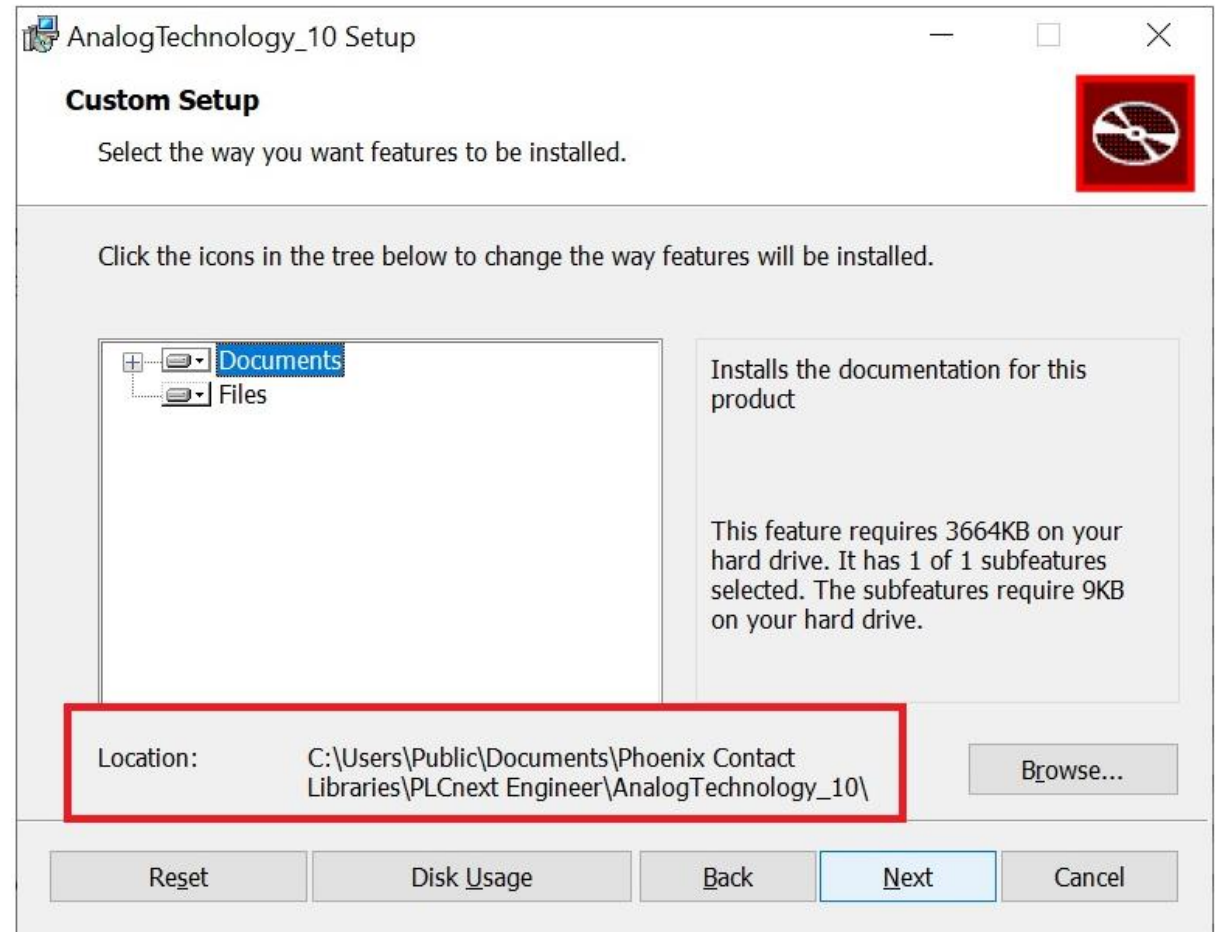 AnalogTechnology_10 Setup
Custom Setup
Select the way you want features to be installed.
Click the icons in the tree below to change the way features will be installed.
Documents
Files
Installs the documentation for this
product
This feature requires 3664KB on your
hard drive. It has 1 of 1 subfeatures
selected. The subfeatures require 9KB
on your hard drive.
Location:
C:\Users\Public\Documents\Phoenix Contact
Libraries\PLCnext Engineer\AnalogTechnology_10\
Browse...
Reset
Disk Usage
Back
Next
Cancel